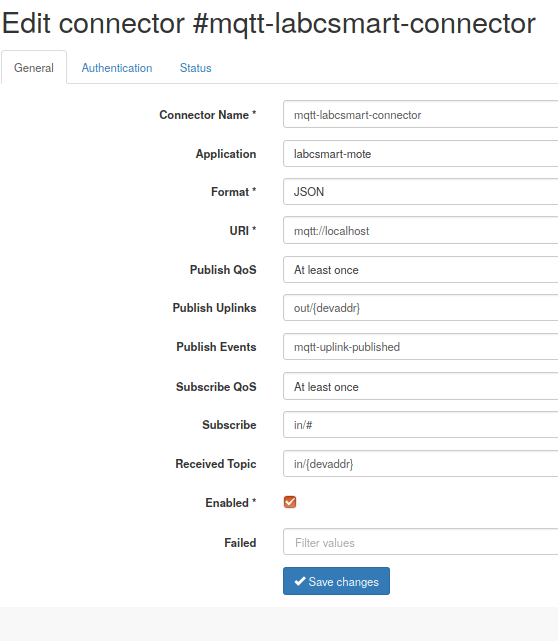 Edit connector #mqtt-labcsmart-connector
General Authentication Status
Connector Name * mqtt-labcsmart-connector
Application labcsmart-mote
Format * JSON
URI * mqtt://localhost
Publish QoS At least once
Publish Uplinks out/{devaddr}
Publish Events mqtt-uplink-published
Subscribe QoS At least once
Subscribe in/#
Received Topic in/{devaddr}
Enabled *
Failed Filter values
Save changes